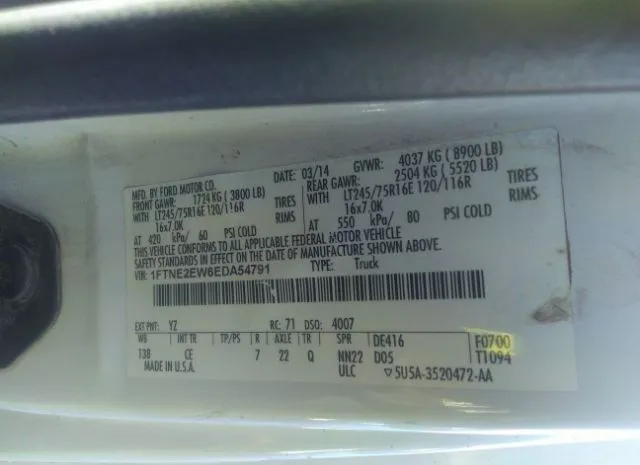 MFD. BY FORD MOTOR CO.
DATE: 03/14 GVWR: 4037 KG ( 8900 LB)
FRONT GAWR: 1724 KG ( 3800 LB) REAR GAWR: 2504 KG ( 5520 LB)
WITH LT245/75R16E 120/116R TIRES WITH LT245/75R16E 120/116R TIRES
16x7.0K RIMS 16x7.0K RIMS
AT 420 kPa/ 60 PSI COLD AT 550 kPa/ 80 PSI COLD
THIS VEHICLE CONFORMS TO ALL APPLICABLE FEDERAL MOTOR VEHICLE
SAFETY STANDARDS IN EFFECT ON THE DATE OF MANUFACTURE SHOWN ABOVE.
VIN: 1FTNE2EW6EDA54791 TYPE: Truck
EXT PNT: YZ RC: 71 DSO: 4007
WB INT TR TP/PS R AXLE TR SPR DE416 F0700
138 CE 7 22 Q NN22 D05 T1094
MADE IN U.S.A. ULC ▽5U5A-3520472-AA